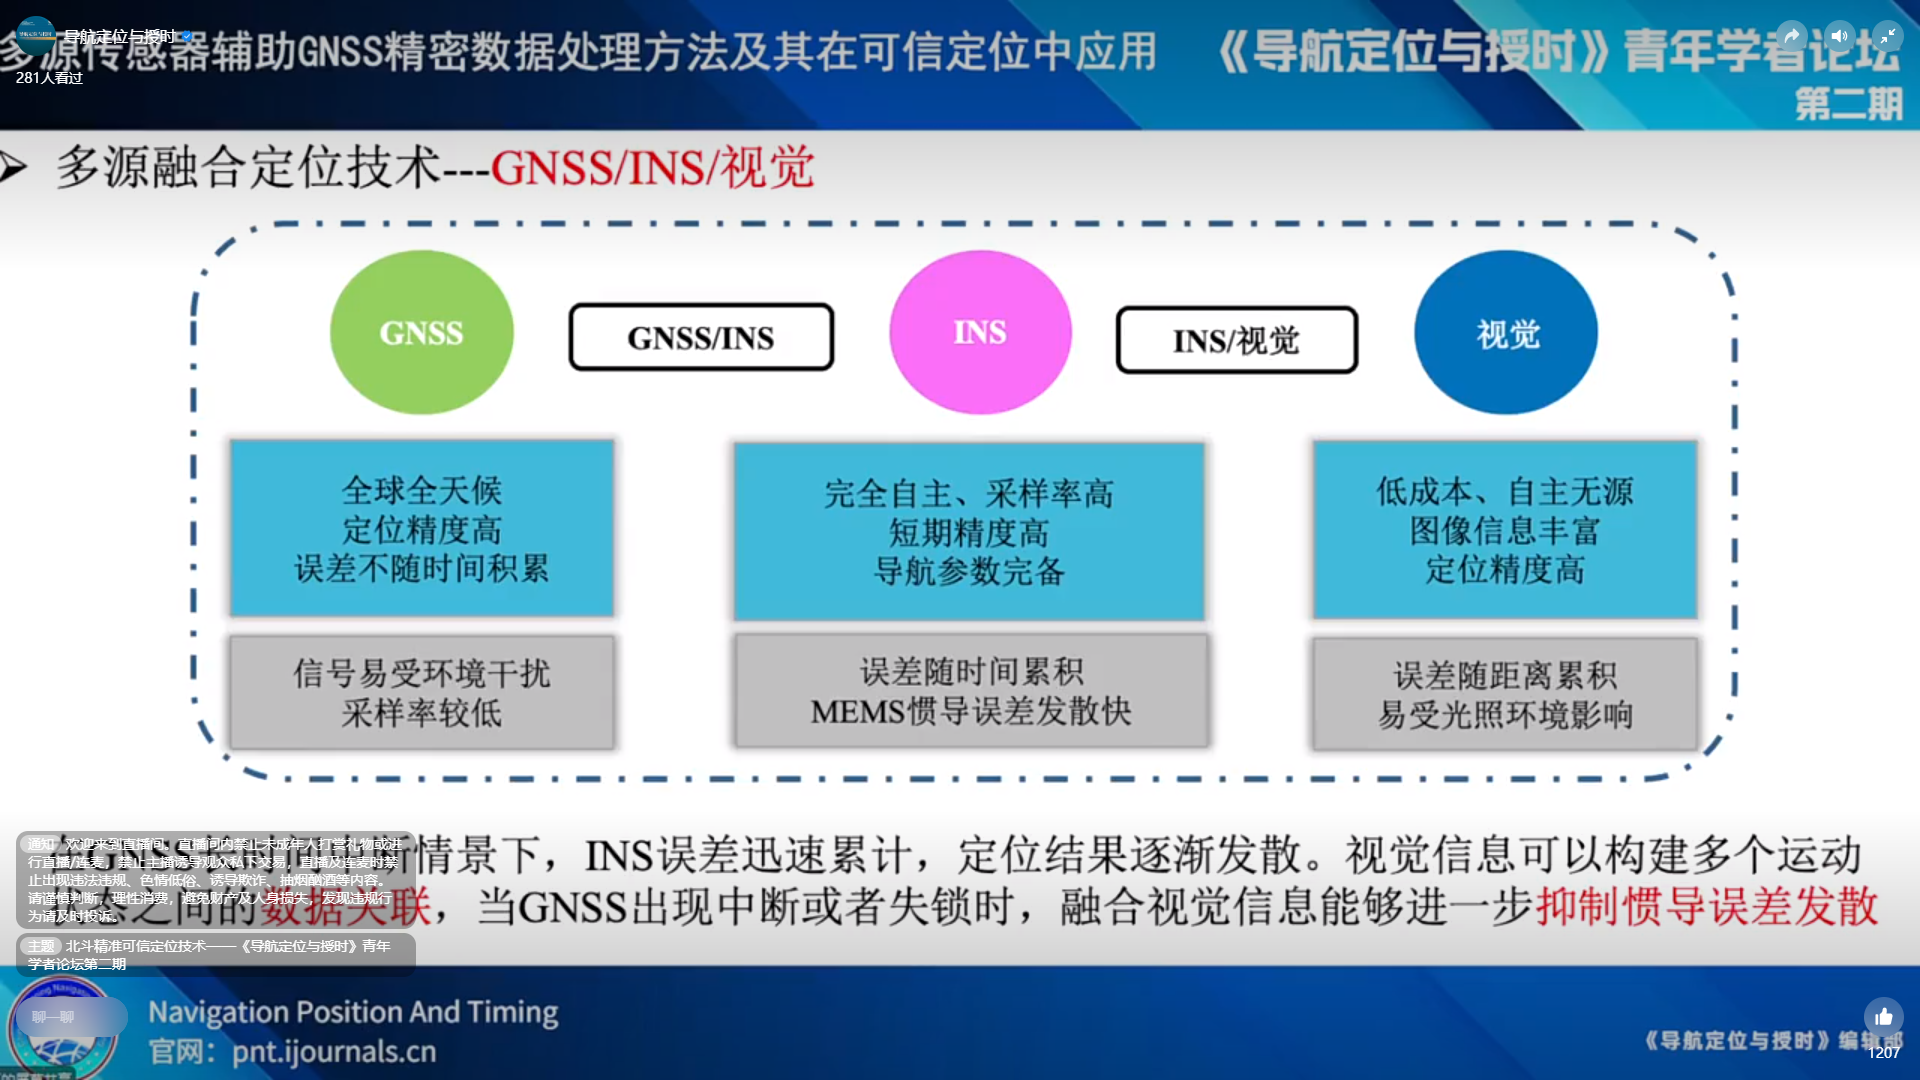 导航定位与授时
多源传感器辅助GNSS精密数据处理方法及其在可信定位中应用
《导航定位与授时》青年学者论坛
第二期
281人看过
多源融合定位技术---GNSS/INS/视觉
GNSS
GNSS/INS
INS
INS/视觉
视觉
全球全天候
定位精度高
误差不随时间积累
完全自主、采样率高
短期精度高
导航参数完备
低成本、自主无源
图像信息丰富
定位精度高
信号易受环境干扰
采样率较低
误差随时间累积
MEMS惯导误差发散快
误差随距离累积
易受光照环境影响
情景下，INS误差迅速累计，定位结果逐渐发散。视觉信息可以构建多个运动
之间的数据关联，当GNSS出现中断或者失锁时，融合视觉信息能够进一步抑制惯导误差发散
通知 欢迎来到直播间。直播间内禁止未成年人打赏礼物或进
行直播/连麦，禁止主播诱导观众私下交易，直播及连麦时禁
止出现违法违规、色情低俗、诱导欺诈、抽烟酗酒等内容。
请谨慎判断，理性消费，避免财产及人身损失，发现违规行
为请及时投诉。
主题 北斗精准可信定位技术——《导航定位与授时》青年
学者论坛第二期
聊一聊
Navigation Position And Timing
官网：pnt.ijournals.cn
《导航定位与授时》编辑部
1207